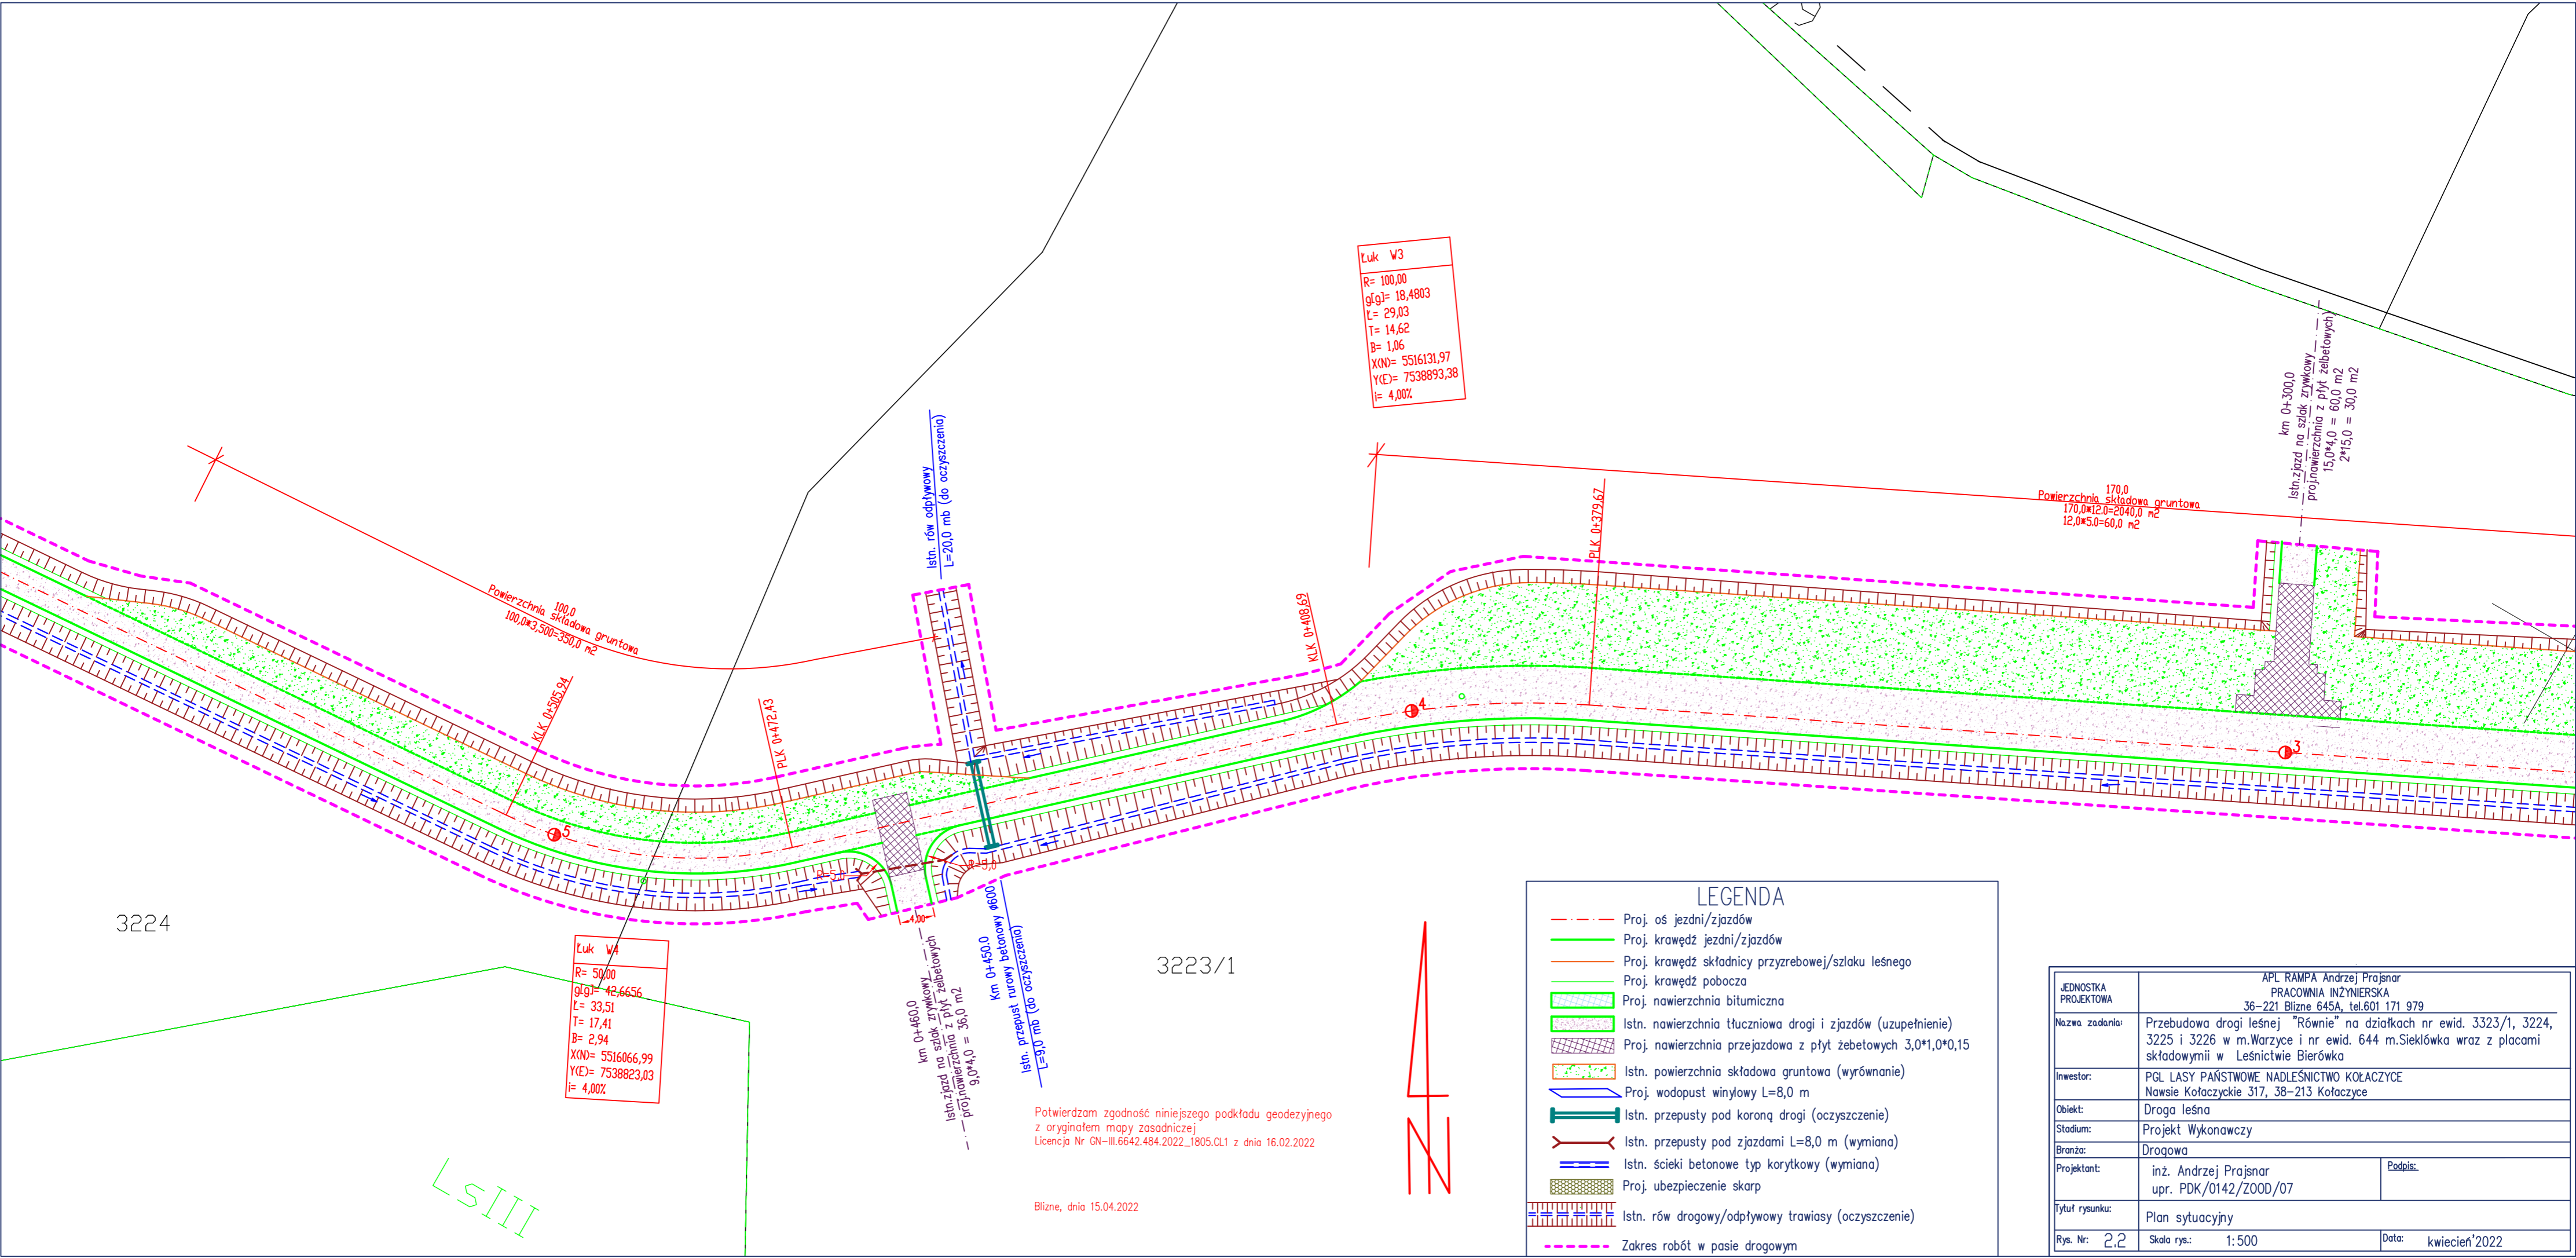 Łuk W3
R= 100,00
g[g]= 18,4803
Ł= 29,03
T= 14,62
B= 1,06
X(N)= 5516131,97
Y(E)= 7538893,38
i= 4,00%
km 0+300,0
Istn.zjazd na szlak zrywkowy
proj.nawierzchnia z płyt żelbetowych)
15,0*4,0 = 60,0 m2
2*15,0 = 30,0 m2
Istn. rów odpływowy
L=20,0 mb (do oczyszczenia)
170,0
Powierzchnia składowa gruntowa
170,0*12.0=2040,0 m2
12,0*5.0=60,0 m2
100,0
Powierzchnia składowa gruntowa
100,0*3,500=350,0 m2
KLK 0+505,94
PLK 0+472,43
KLK 0+408,69
PLK 0+379,67
5
4
3
R=5,0
R=5,0
4,00
3224
3223/1
LsIII
Łuk W4
R= 50,00
g[g]= 42,6656
Ł= 33,51
T= 17,41
B= 2,94
X(N)= 5516066,99
Y(E)= 7538823,03
i= 4,00%
km 0+460,0
Istn.zjazd na szlak zrywkowy
proj.nawierzchnia z płyt żelbetowych
9,0*4,0 = 36,0 m2
Km 0+450,0
Istn. przepust rurowy betonowy ø600
L=9,0 mb (do oczyszczenia)
Potwierdzam zgodność niniejszego podkładu geodezyjnego
z oryginałem mapy zasadniczej
Licencja Nr GN-III.6642.484.2022_1805.CL1 z dnia 16.02.2022
Blizne, dnia 15.04.2022
N
LEGENDA
Proj. oś jezdni/zjazdów
Proj. krawędź jezdni/zjazdów
Proj. krawędź składnicy przyzrebowej/szlaku leśnego
Proj. krawędź pobocza
Proj. nawierzchnia bitumiczna
Istn. nawierzchnia tłuczniowa drogi i zjazdów (uzupełnienie)
Proj. nawierzchnia przejazdowa z płyt żebetowych 3,0*1,0*0,15
Istn. powierzchnia składowa gruntowa (wyrównanie)
Proj. wodopust winylowy L=8,0 m
Istn. przepusty pod koroną drogi (oczyszczenie)
Istn. przepusty pod zjazdami L=8,0 m (wymiana)
Istn. ścieki betonowe typ korytkowy (wymiana)
Proj. ubezpieczenie skarp
Istn. rów drogowy/odpływowy trawiasy (oczyszczenie)
Zakres robót w pasie drogowym
JEDNOSTKA
PROJEKTOWA
APL RAMPA Andrzej Prajsnar
PRACOWNIA INŻYNIERSKA
36-221 Blizne 645A, tel.601 171 979
Nazwa zadania:
Przebudowa drogi leśnej "Równie" na działkach nr ewid. 3323/1, 3224,
3225 i 3226 w m.Warzyce i nr ewid. 644 m.Sieklówka wraz z placami
składowymii w Leśnictwie Bierówka
Inwestor:
PGL LASY PAŃSTWOWE NADLEŚNICTWO KOŁACZYCE
Nawsie Kołaczyckie 317, 38-213 Kołaczyce
Obiekt:
Droga leśna
Stadium:
Projekt Wykonawczy
Branża:
Drogowa
Projektant:
inż. Andrzej Prajsnar
upr. PDK/0142/ZOOD/07
Podpis:
Tytuł rysunku:
Plan sytuacyjny
Rys. Nr: 2.2
Skala rys.: 1:500
Data: kwiecień'2022